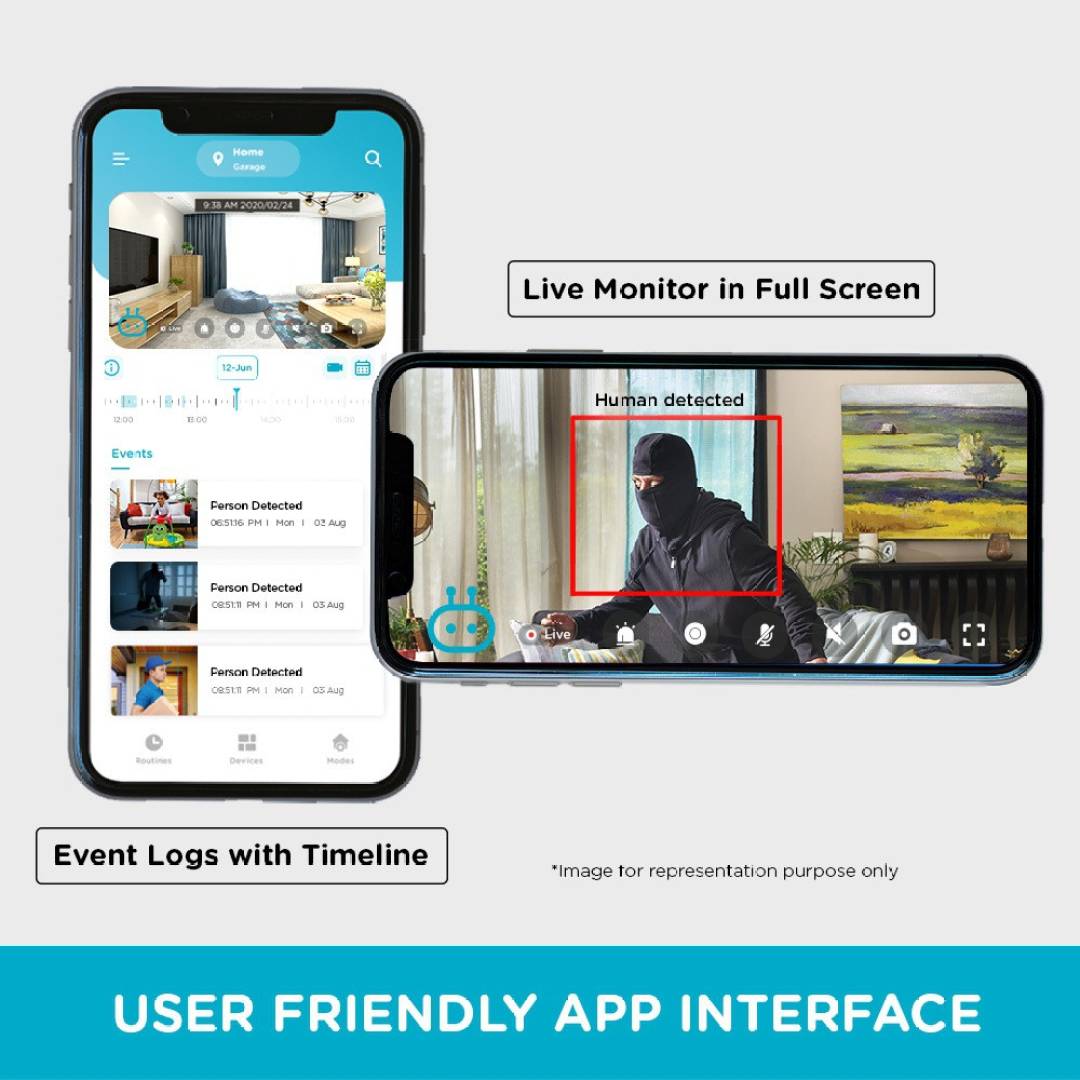 Home
Garage
9:38 AM 2020/02/24
Live
12-Jun
12:00 13:00 14:00 15:00
Events
Person Detected
06:51:16 PM | Mon | 03 Aug
Person Detected
08:51:11 PM | Mon | 03 Aug
Person Detected
08:51:11 PM | Mon | 03 Aug
Routines Devices Modes
Live Monitor in Full Screen
Human detected
Live
Event Logs with Timeline
*Image for representation purpose only
USER FRIENDLY APP INTERFACE